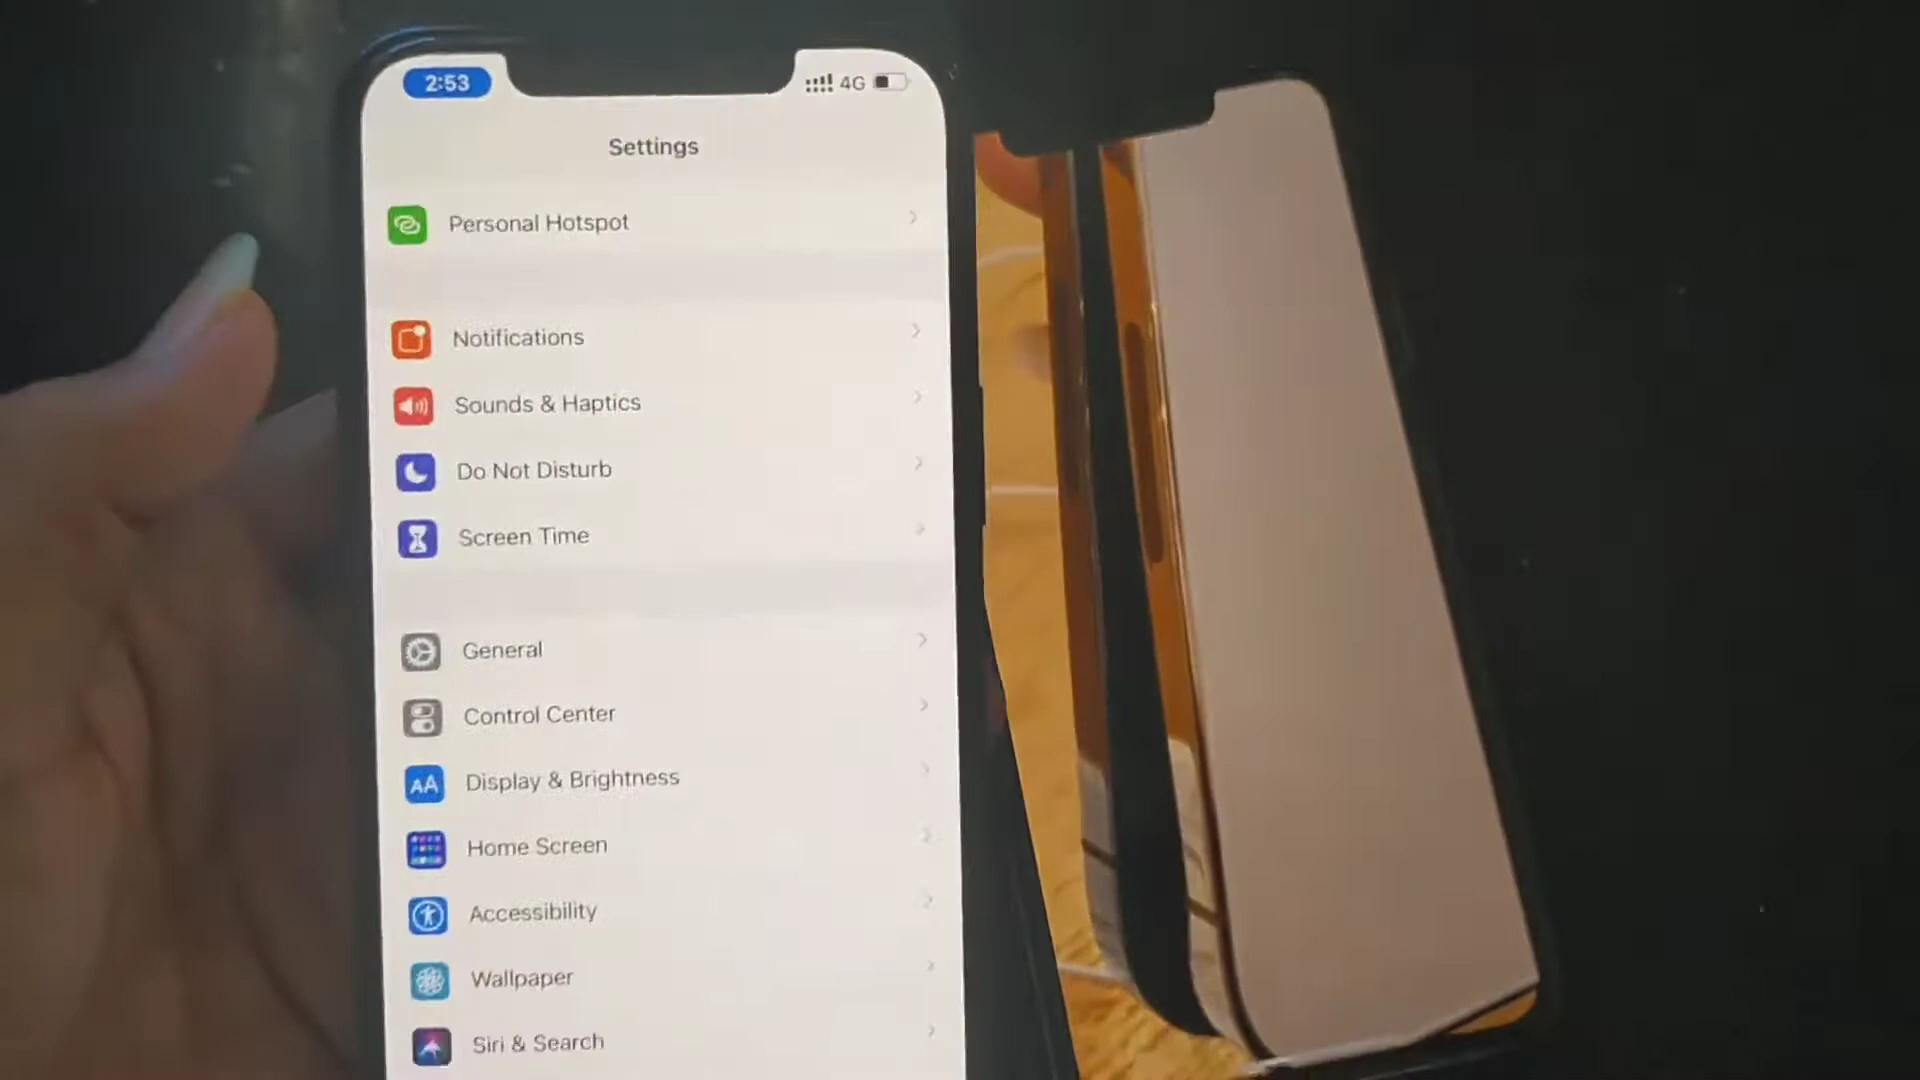 2:53
4G
Settings
Personal Hotspot
Notifications
Sounds & Haptics
Do Not Disturb
Screen Time
General
Control Center
AA
Display & Brightness
Home Screen
Accessibility
Wallpaper
Siri & Search